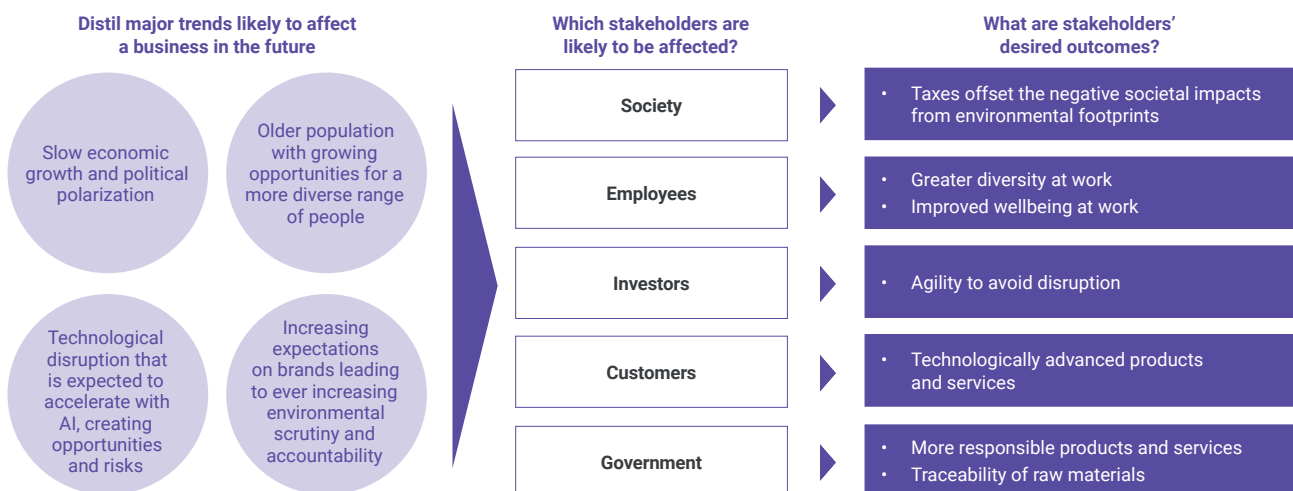 Distil major trends likely to affect
a business in the future
Slow economic
growth and political
polarization
Older population
with growing
opportunities for a
more diverse range
of people
Technological
disruption that
is expected to
accelerate with
AI, creating
opportunities
and risks
Increasing
expectations
on brands leading
to ever increasing
environmental
scrutiny and
accountability
Which stakeholders are
likely to be affected?
Society
Employees
Investors
Customers
Government
What are stakeholders’
desired outcomes?
• Taxes offset the negative societal impacts
from environmental footprints
• Greater diversity at work
• Improved wellbeing at work
• Agility to avoid disruption
• Technologically advanced products
and services
• More responsible products and services
• Traceability of raw materials